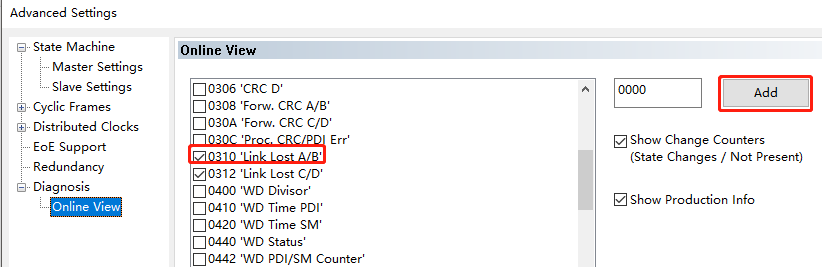 Advanced Settings
State Machine
Master Settings
Slave Settings
Cyclic Frames
Distributed Clocks
EoE Support
Redundancy
Diagnosis
Online View
Online View
0306 'CRC D'
0308 'Forw. CRC A/B'
030A 'Forw. CRC C/D'
030C 'Proc. CRC/PDI Err'
0310 'Link Lost A/B'
0312 'Link Lost C/D'
0400 'WD Divisor'
0410 'WD Time PDI'
0420 'WD Time SM'
0440 'WD Status'
0442 'WD PDI/SM Counter'
0000
Add
Show Change Counters
(State Changes / Not Present)
Show Production Info